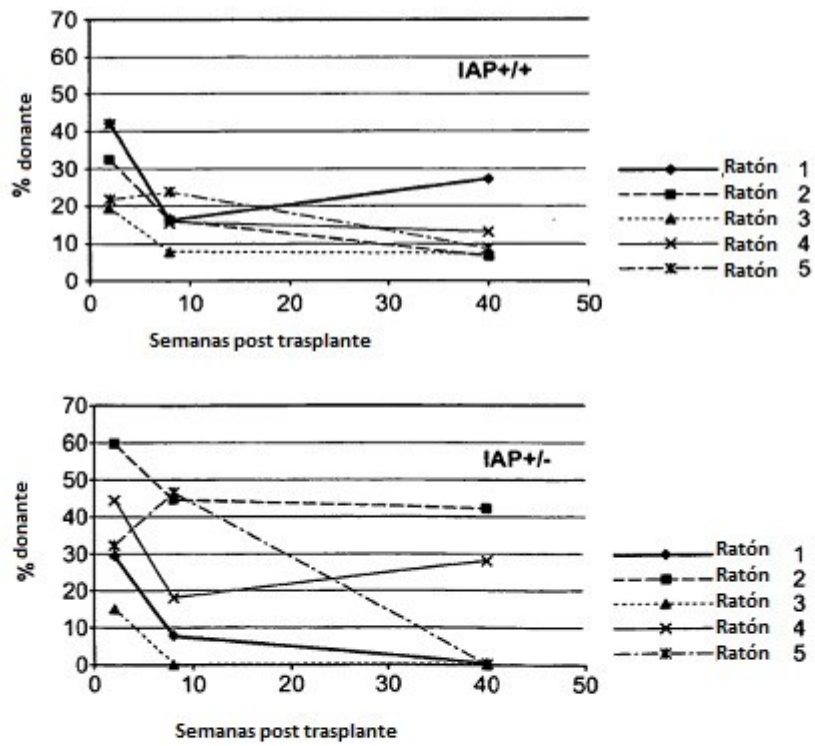 70
60
50
40
30
20
10
0
% donante
IAP+/+
0 10 20 30 40 50
Semanas post trasplante
Ratón 1
Ratón 2
Ratón 3
Ratón 4
Ratón 5
70
60
50
40
30
20
10
0
% donante
IAP+/-
0 10 20 30 40 50
Semanas post trasplante
Ratón 1
Ratón 2
Ratón 3
Ratón 4
Ratón 5